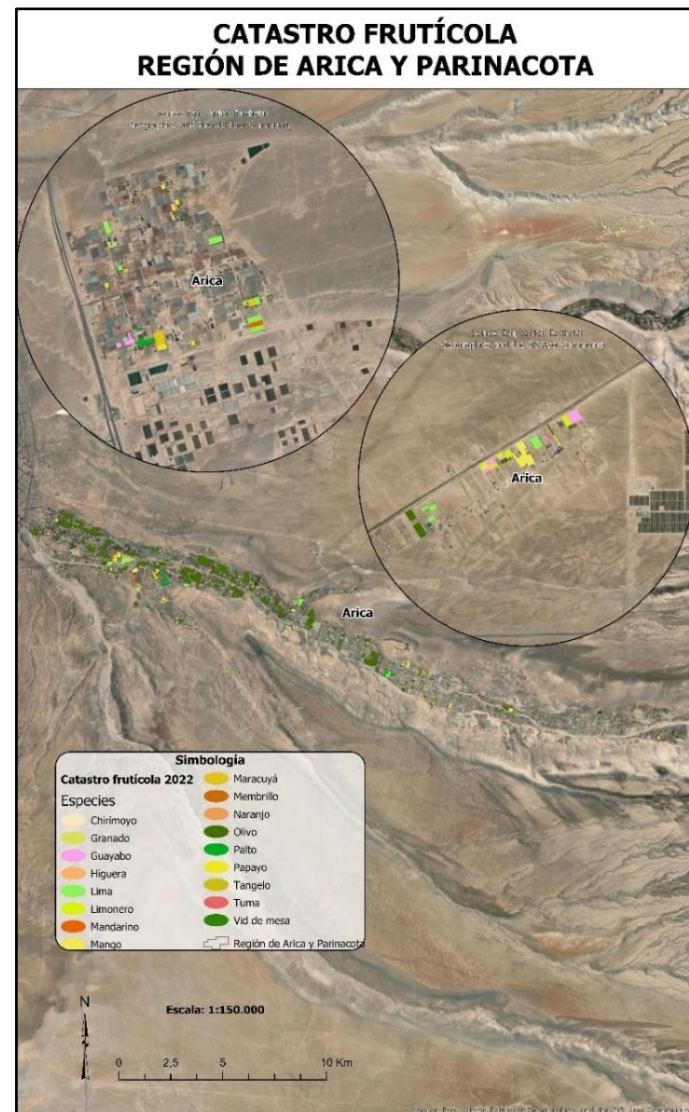 CATASTRO FRUTÍCOLA
REGIÓN DE ARICA Y PARINACOTA
Arica
Arica
Arica
Simbología
Catastro frutícola 2022
Especies
Chirimoyo
Granado
Guayabo
Higuera
Lima
Limonero
Mandarino
Mango
Maracuyá
Membrillo
Naranjo
Olivo
Palto
Papayo
Tangelo
Tuma
Vid de mesa
Región de Arica y Parinacota
N
Escala: 1:150.000
0 2,5 5 10 Km